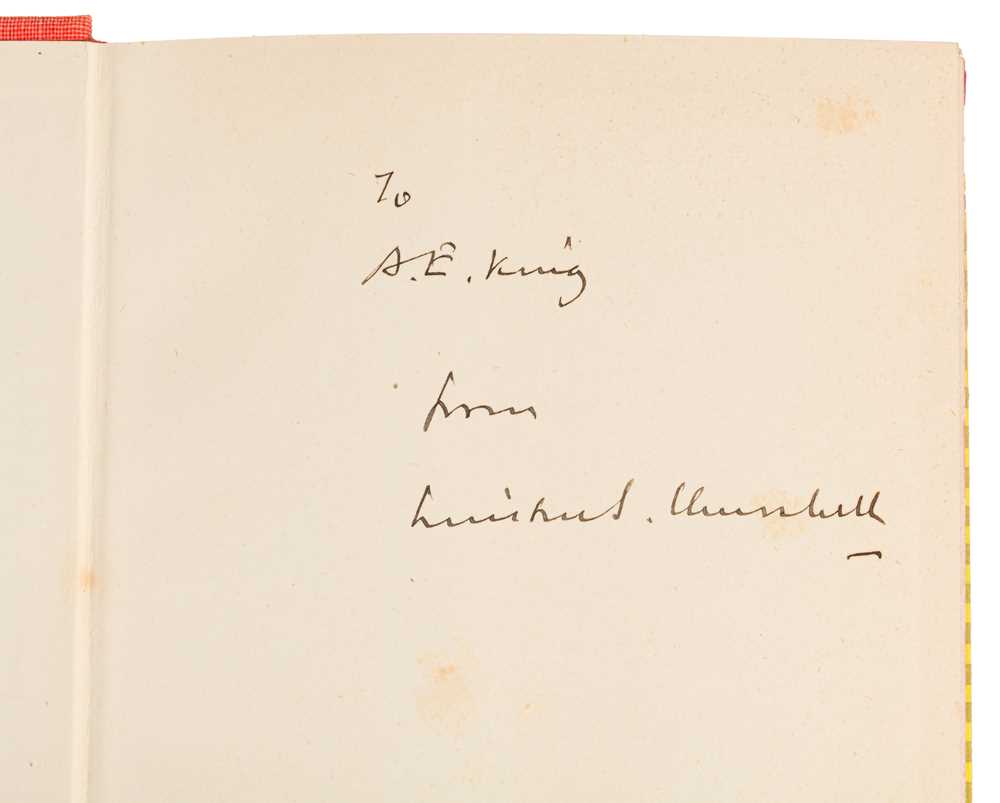 To
A. E. King
from
Winston S. Churchill